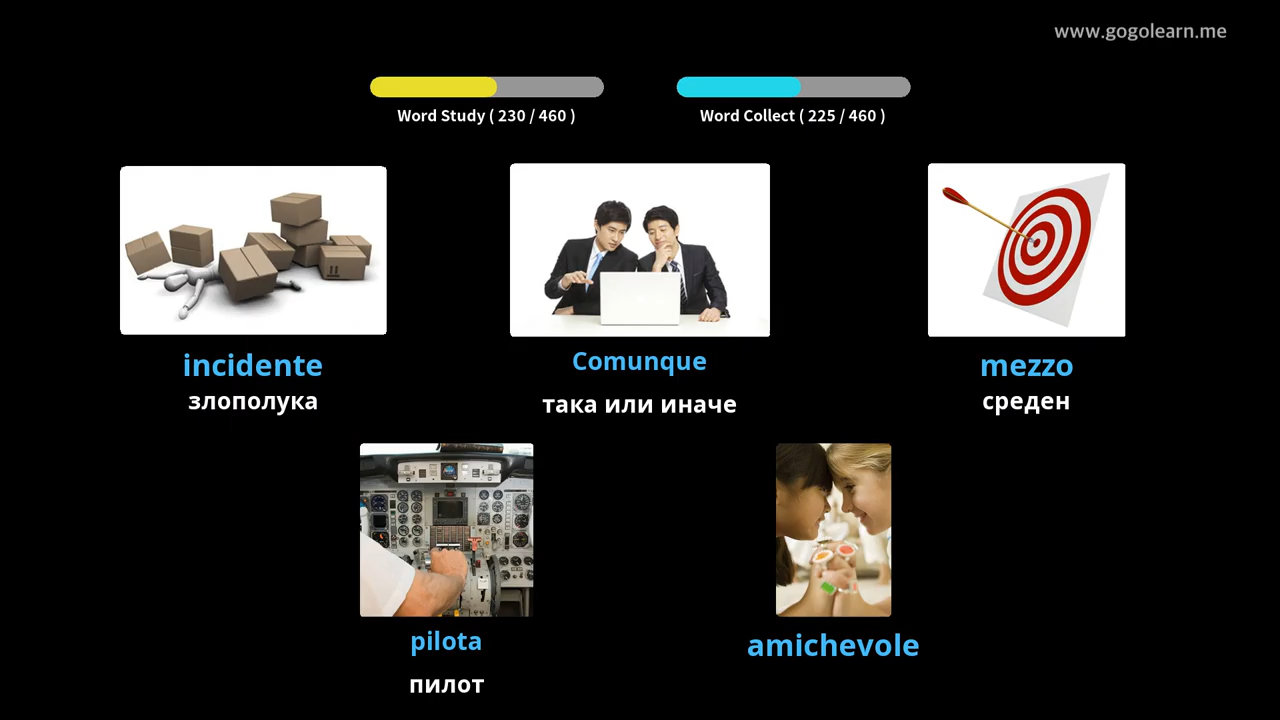 www.gogolearn.me
Word Study ( 230 / 460 )
Word Collect ( 225 / 460 )
incidente
злополука
Comunque
така или иначе
mezzo
среден
pilota
пилот
amichevole